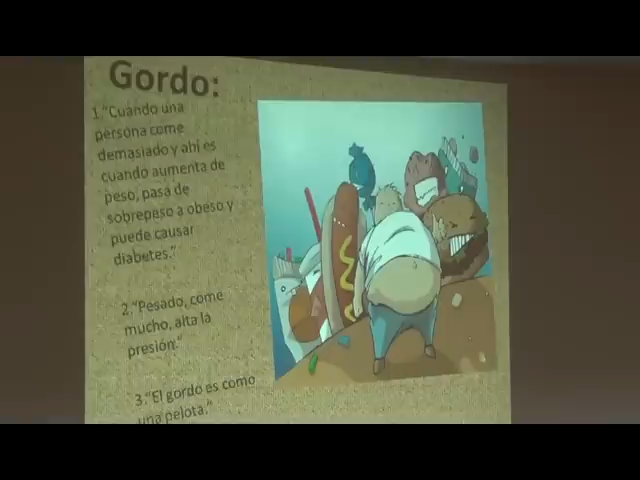 Gordo:
1."Cuando una
persona come
demasiado y ahí es
cuando aumenta de
peso, pasa de
sobrepeso a obeso y
puede causar
diabetes."
2."Pesado, come
mucho, alta la
presión."
3."El gordo es como
una pelota."